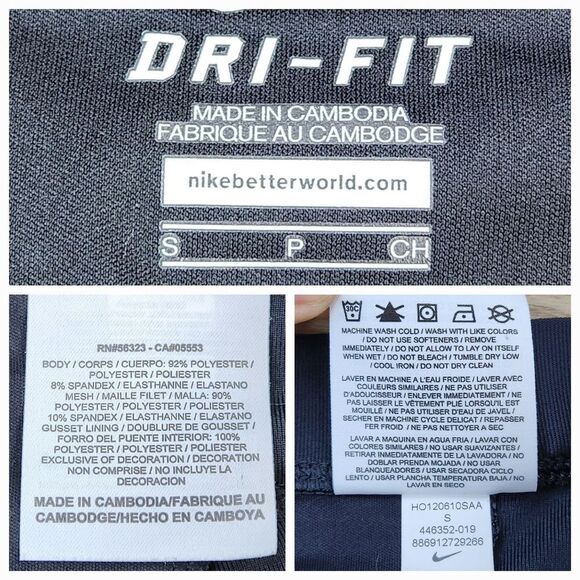 DRI-FIT
MADE IN CAMBODIA
FABRIQUE AU CAMBODGE
nikebetterworld.com
S P CH
RN#56323 - CA#05553
BODY / CORPS / CUERPO: 92% POLYESTER /
POLYESTER / POLIESTER
8% SPANDEX / ELASTHANNE / ELASTANO
MESH / MAILLE FILET / MALLA: 90%
POLYESTER / POLYESTER / POLIESTER
10% SPANDEX / ELASTHANNE / ELASTANO
GUSSET LINING / DOUBLURE DE GOUSSET /
FORRO DEL PUENTE INTERIOR: 100%
POLYESTER / POLYESTER / POLIESTER
EXCLUSIVE OF DECORATION / DECORATION
NON COMPRISE / NO INCLUYE LA
DECORACION
MADE IN CAMBODIA/FABRIQUE AU
CAMBODGE/HECHO EN CAMBOYA
30C
MACHINE WASH COLD / WASH WITH LIKE COLORS
/ DO NOT USE SOFTENERS / REMOVE
IMMEDIATELY / DO NOT ALLOW TO LAY ON ITSELF
WHEN WET / DO NOT BLEACH / TUMBLE DRY LOW
/ COOL IRON / DO NOT DRY CLEAN
LAVER EN MACHINE A L'EAU FROIDE / LAVER AVEC
COULEURS SIMILAIRES / NE PAS UTILISER
D'ADOUCISSEUR / ENLEVER IMMEDIATEMENT / NE
PAS LAISSER LE VÊTEMENT PLIÉ LORSQU'IL EST
MOUILLÉ / NE PAS UTILISER D'EAU DE JAVEL /
SECHER EN MACHINE CYCLE DELICAT / REPASSER
FER FROID / NE PAS NETTOYER A SEC
LAVAR A MAQUINA EN AGUA FRIA / LAVAR CON
COLORES SIMILARES / NO USAR SUAVIZANTES /
RETIRAR INMEDIATAMENTE DE LA LAVADORA / NO
DOBLAR PRENDA MOJADA / NO USAR
BLANQUEADORES / USAR SECADORA CICLO
LENTO / USAR PLANCHA TEMPERATURA BAJA / NO
LAVAR EN SECO
HO120610SAA
S
446352-019
886912729266